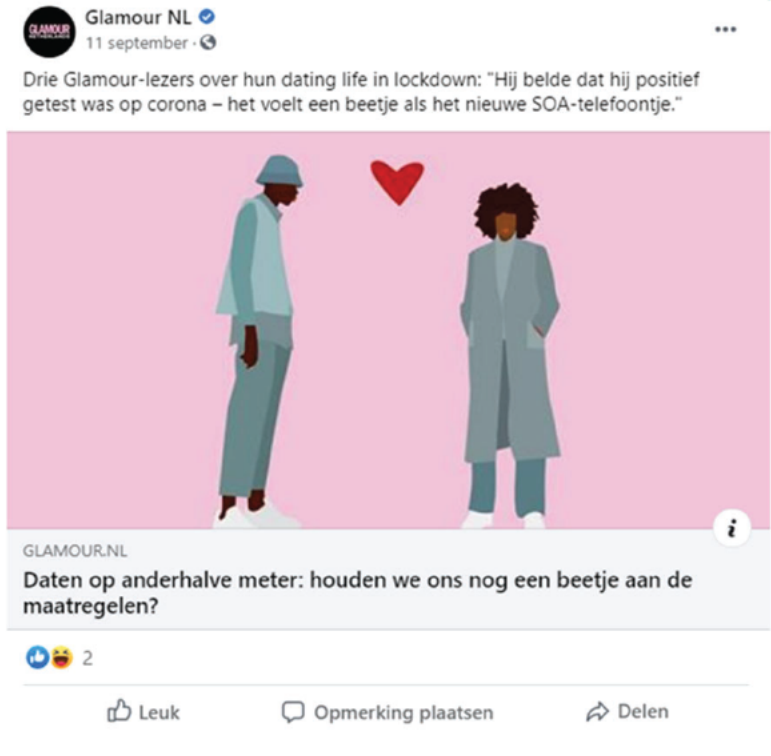 GLAMOUR
Glamour NL
11 september ·
Drie Glamour-lezers over hun dating life in lockdown: "Hij belde dat hij positief
getest was op corona – het voelt een beetje als het nieuwe SOA-telefoontje."
i
GLAMOUR.NL
Daten op anderhalve meter: houden we ons nog een beetje aan de
maatregelen?
2
Leuk
Opmerking plaatsen
Delen